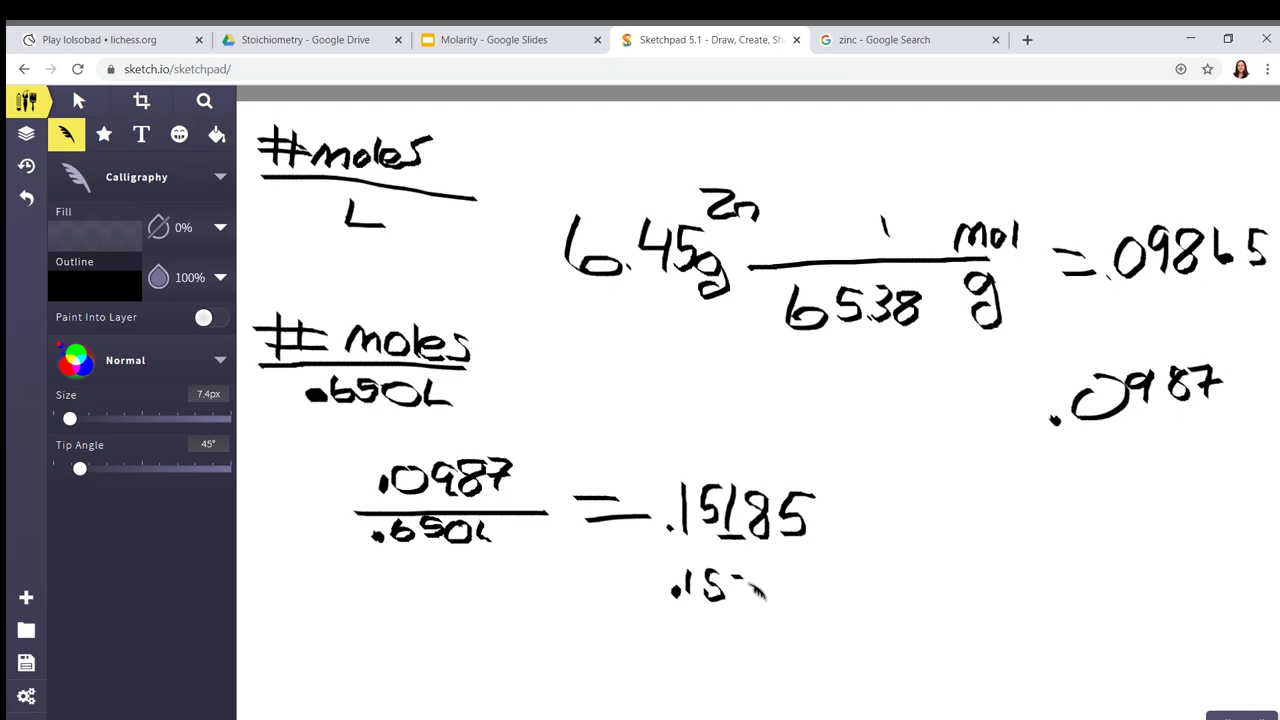 Play lolsobad • lichess.org
Stoichiometry - Google Drive
Molarity - Google Slides
Sketchpad 5.1 - Draw, Create, Sh
zinc - Google Search
sketch.io/sketchpad/
Calligraphy
Fill
0%
Outline
100%
Paint Into Layer
Normal
Size
7.4px
Tip Angle
45°
#moles
L
6.45g Zn
1 mol
65.38 g
=.09865
.0987
# moles
.650L
.0987
.650L
= .15185
.15